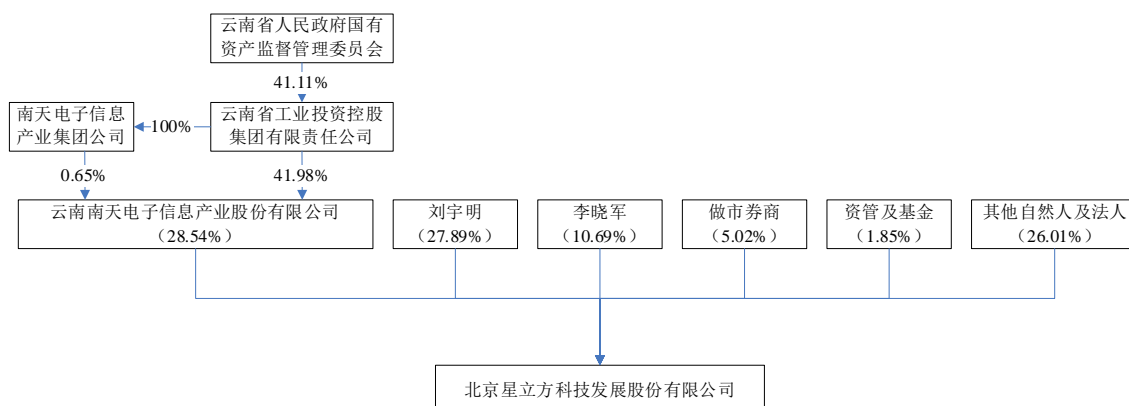 云南省人民政府国有
资产监督管理委员会
41.11%
南天电子信息
产业集团公司
100%
云南省工业投资控股
集团有限责任公司
0.65%
41.98%
云南南天电子信息产业股份有限公司
（28.54%）
刘宇明
（27.89%）
李晓军
（10.69%）
做市券商
（5.02%）
资管及基金
（1.85%）
其他自然人及法人
（26.01%）
北京星立方科技发展股份有限公司